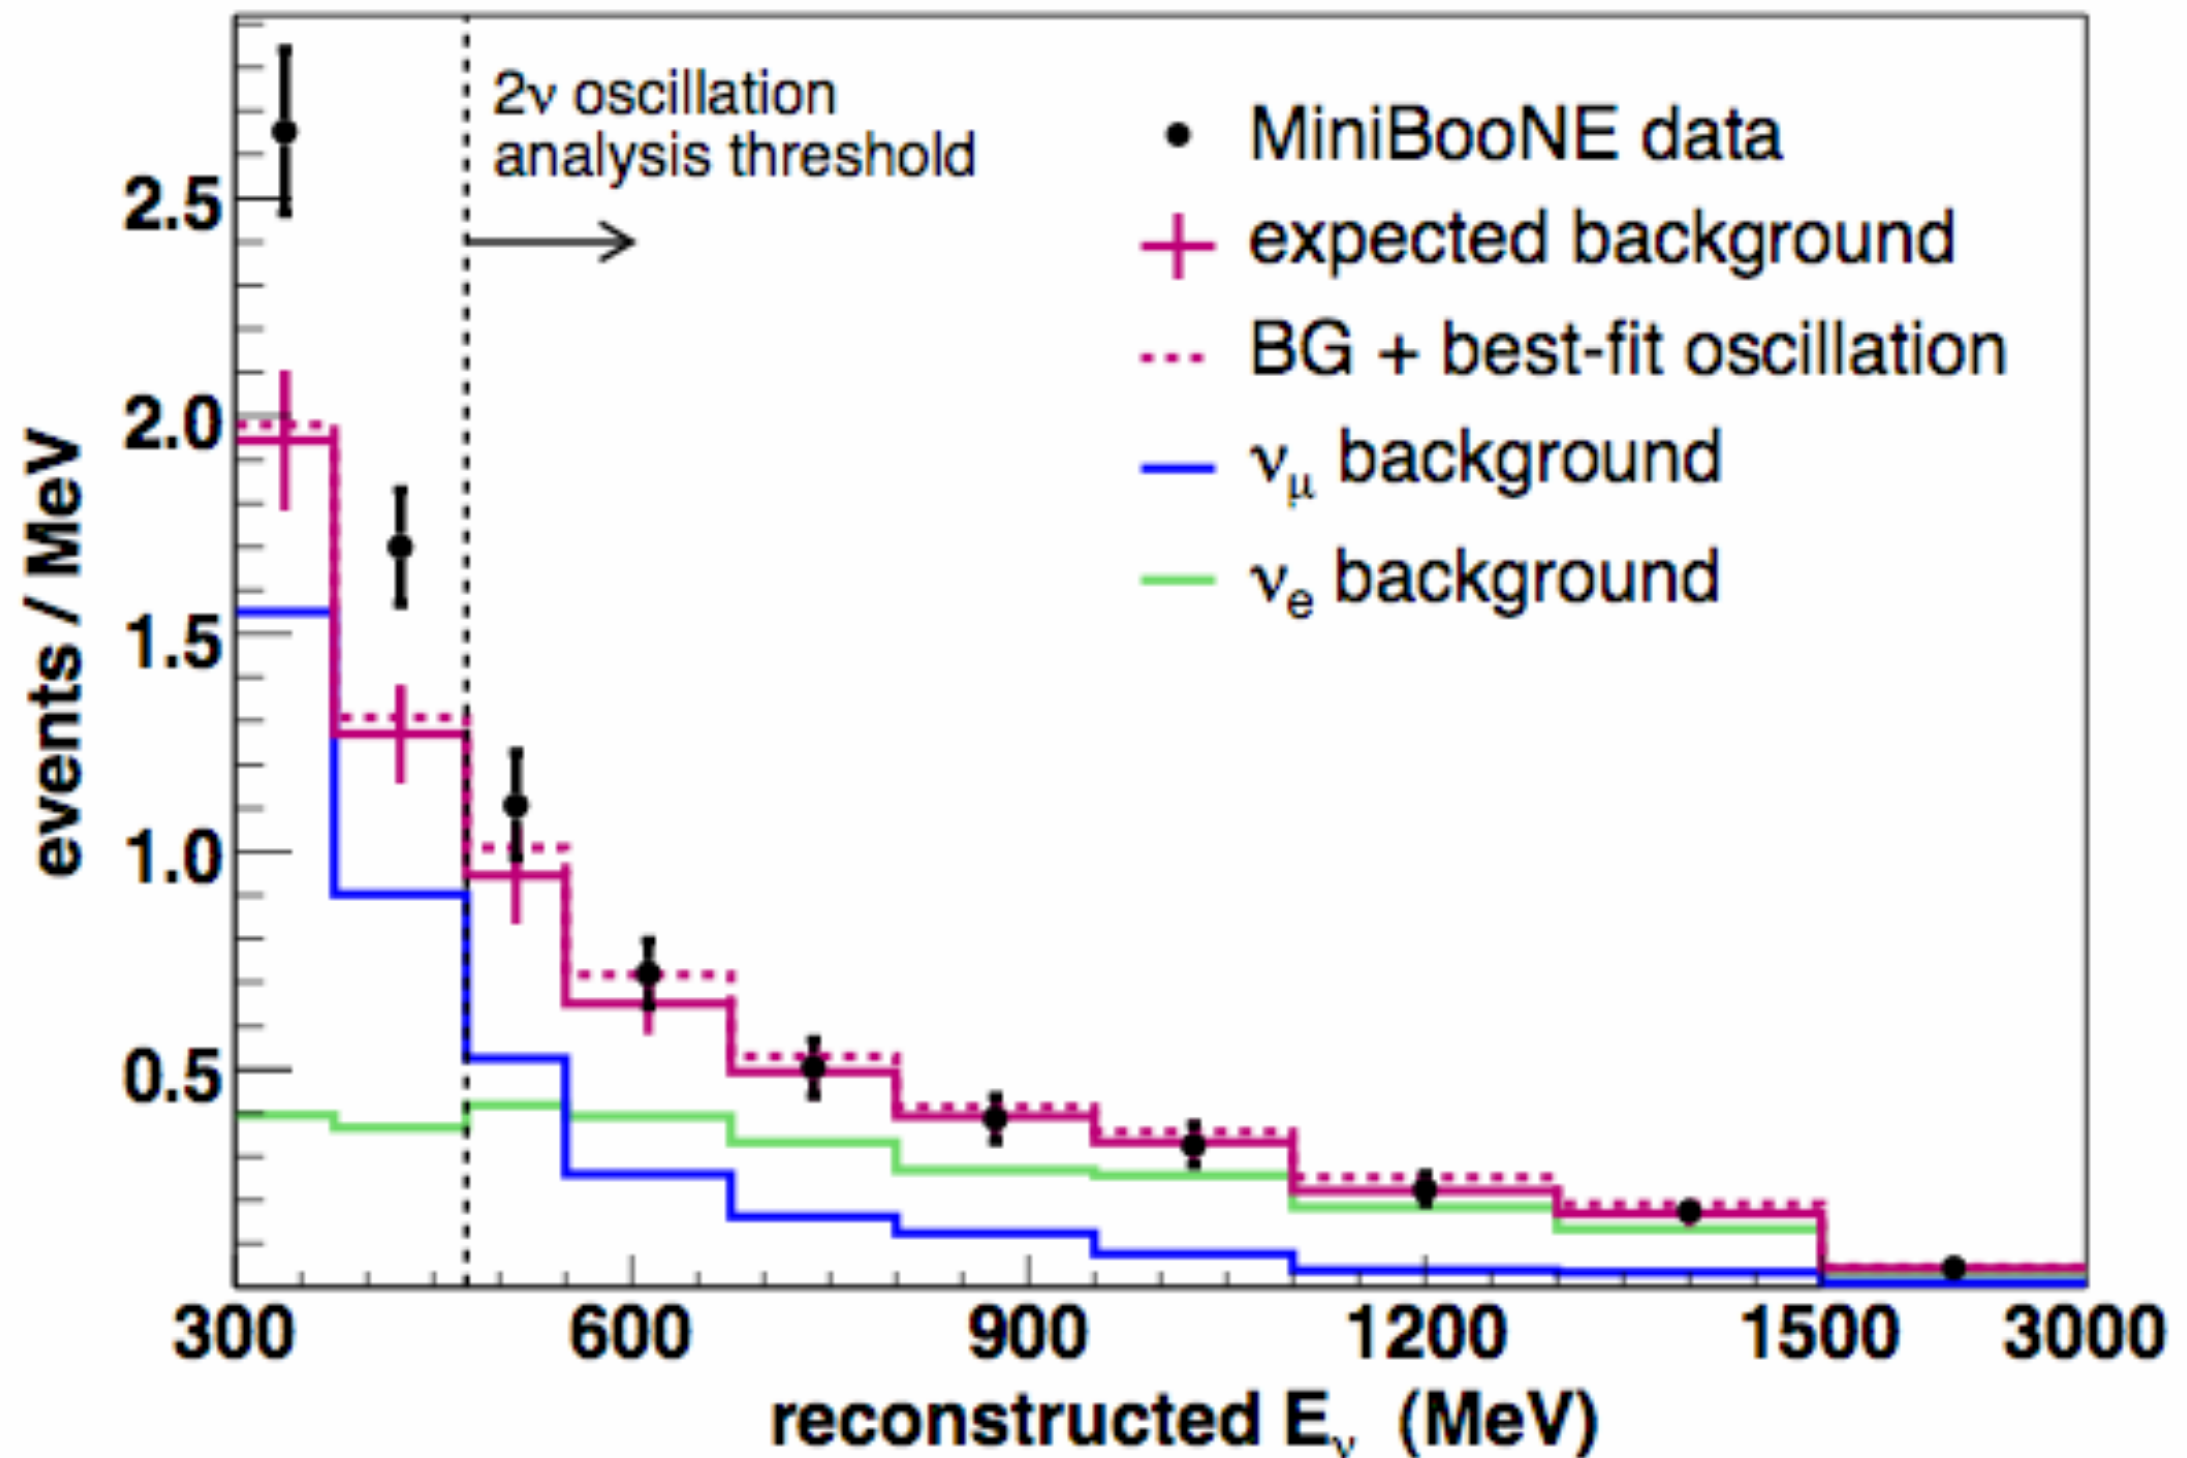 2ν oscillation
analysis threshold
MiniBooNE data
expected background
BG + best-fit oscillation
νμ background
νe background
events / MeV
2.5
2.0
1.5
1.0
0.5
300 600 900 1200 1500 3000
reconstructed Eν (MeV)